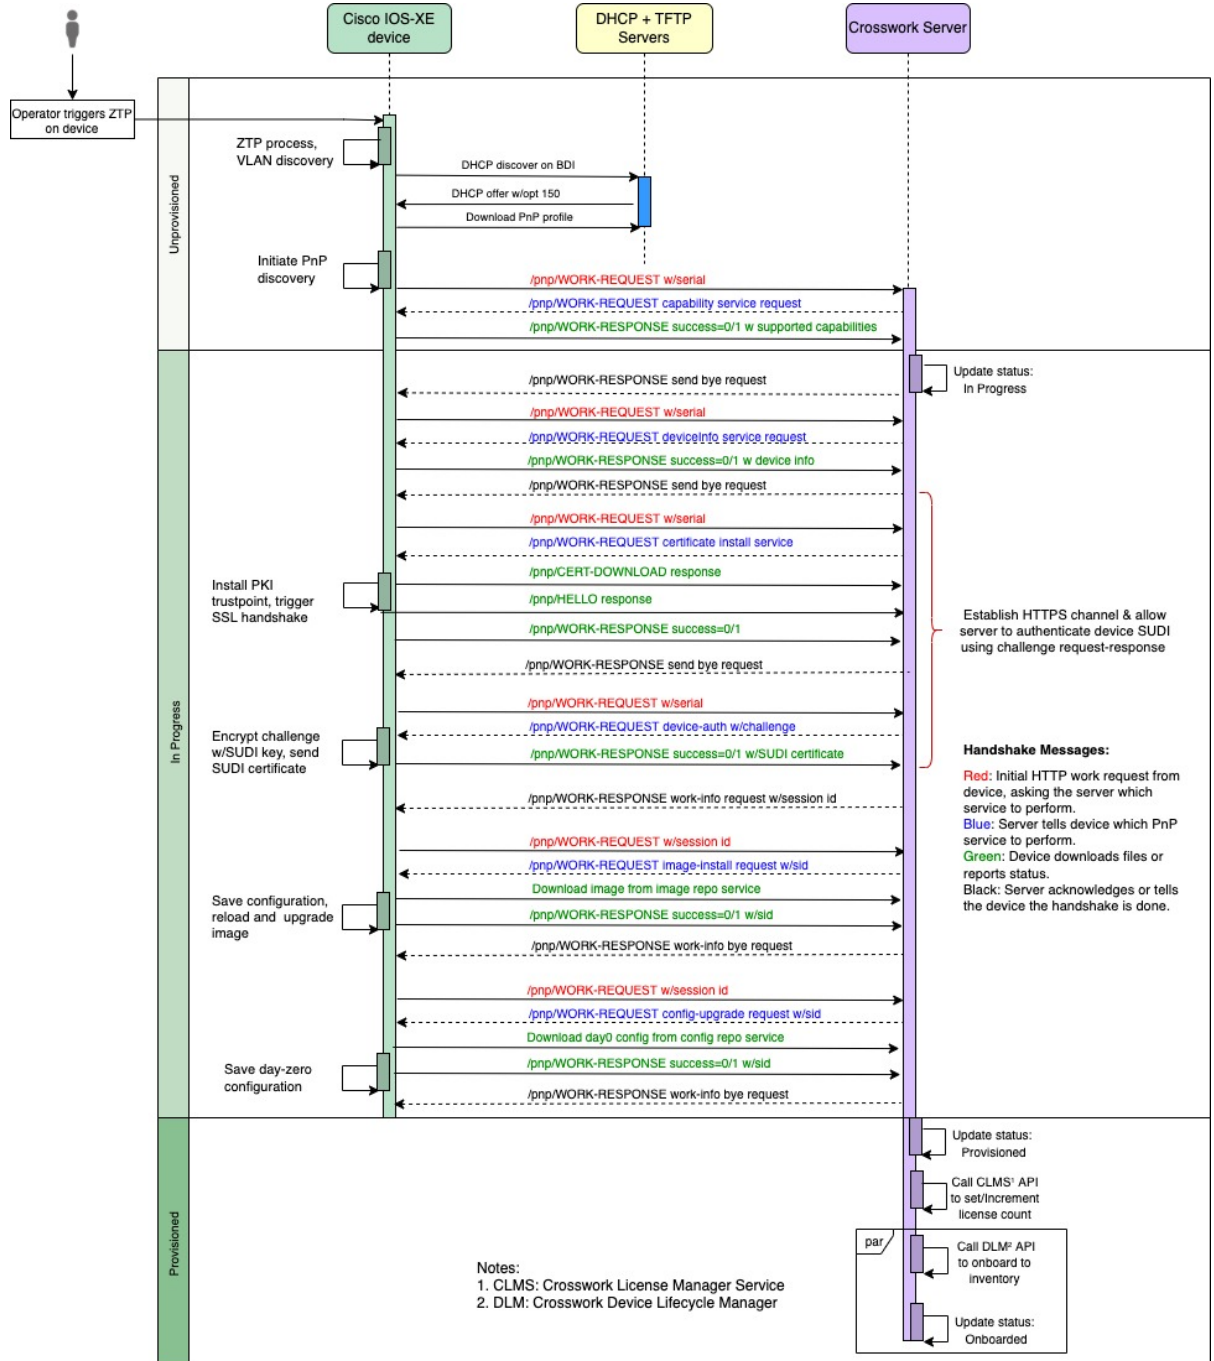 Cisco IOS-XE
device
DHCP + TFTP
Servers
Crosswork Server
Operator triggers ZTP
on device
Unprovisioned
ZTP process,
VLAN discovery
DHCP discover on BDI
DHCP offer w/opt 150
Download PnP profile
Initiate PnP
discovery
/pnp/WORK-REQUEST w/serial
/pnp/WORK-REQUEST capability service request
/pnp/WORK-RESPONSE success=0/1 w supported capabilities
In Progress
Update status:
In Progress
/pnp/WORK-RESPONSE send bye request
/pnp/WORK-REQUEST w/serial
/pnp/WORK-REQUEST deviceInfo service request
/pnp/WORK-RESPONSE success=0/1 w device info
/pnp/WORK-RESPONSE send bye request
/pnp/WORK-REQUEST w/serial
/pnp/WORK-REQUEST certificate install service
Install PKI
trustpoint, trigger
SSL handshake
/pnp/CERT-DOWNLOAD response
/pnp/HELLO response
/pnp/WORK-RESPONSE success=0/1
/pnp/WORK-RESPONSE send bye request
Establish HTTPS channel & allow
server to authenticate device SUDI
using challenge request-response
/pnp/WORK-REQUEST w/serial
/pnp/WORK-REQUEST device-auth w/challenge
Encrypt challenge
w/SUDI key, send
SUDI certificate
/pnp/WORK-RESPONSE success=0/1 w/SUDI certificate
/pnp/WORK-RESPONSE work-info request w/session id
Handshake Messages:
Red: Initial HTTP work request from
device, asking the server which
service to perform.
Blue: Server tells device which PnP
service to perform.
Green: Device downloads files or
reports status.
Black: Server acknowledges or tells
the device the handshake is done.
/pnp/WORK-REQUEST w/session id
/pnp/WORK-REQUEST image-install request w/sid
Download image from image repo service
Save configuration,
reload and upgrade
image
/pnp/WORK-RESPONSE success=0/1 w/sid
/pnp/WORK-RESPONSE work-info bye request
/pnp/WORK-REQUEST w/session id
/pnp/WORK-REQUEST config-upgrade request w/sid
Download day0 config from config repo service
Save day-zero
configuration
/pnp/WORK-RESPONSE success=0/1 w/sid
/pnp/WORK-RESPONSE work-info bye request
Provisioned
Update status:
Provisioned
Call CLMS¹ API
to set/Increment
license count
par
Call DLM² API
to onboard to
inventory
Update status:
Onboarded
Notes:
1. CLMS: Crosswork License Manager Service
2. DLM: Crosswork Device Lifecycle Manager